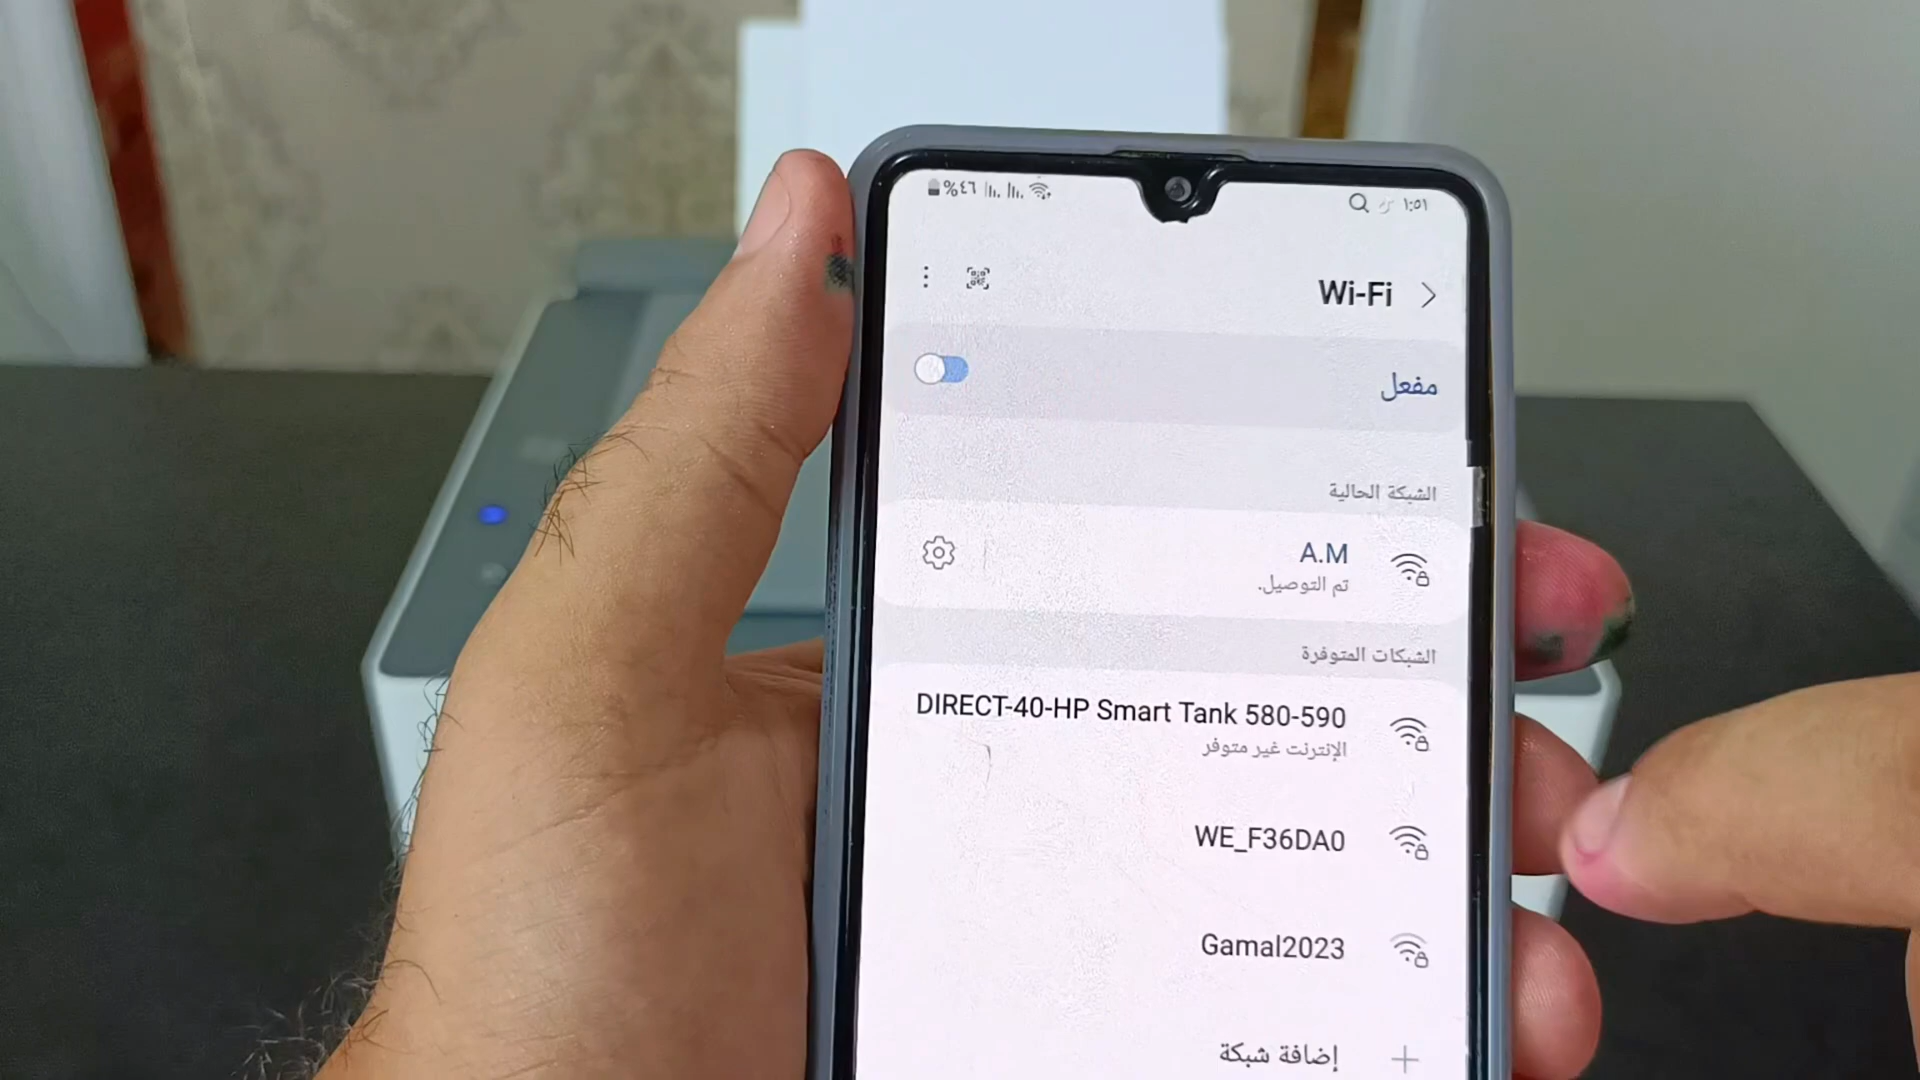 ١:٥١
%٤٦
Wi-Fi
مفعل
الشبكة الحالية
A.M
تم التوصيل.
الشبكات المتوفرة
DIRECT-40-HP Smart Tank 580-590
الإنترنت غير متوفر
WE_F36DA0
Gamal2023
إضافة شبكة